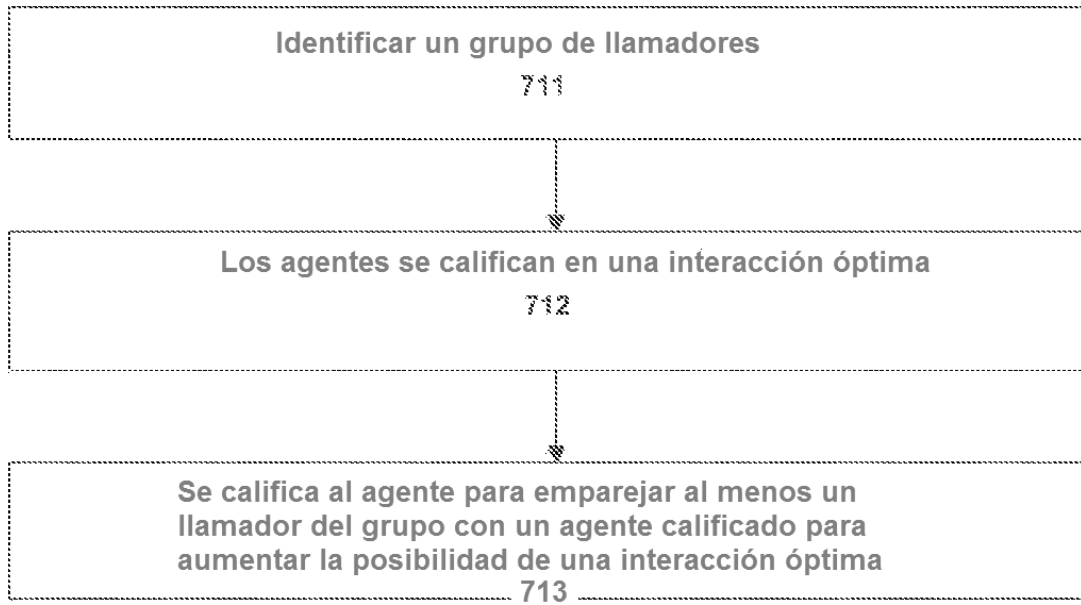 Identificar un grupo de llamadores
711
Los agentes se califican en una interacción óptima
712
Se califica al agente para emparejar al menos un
llamador del grupo con un agente calificado para
aumentar la posibilidad de una interacción óptima
713